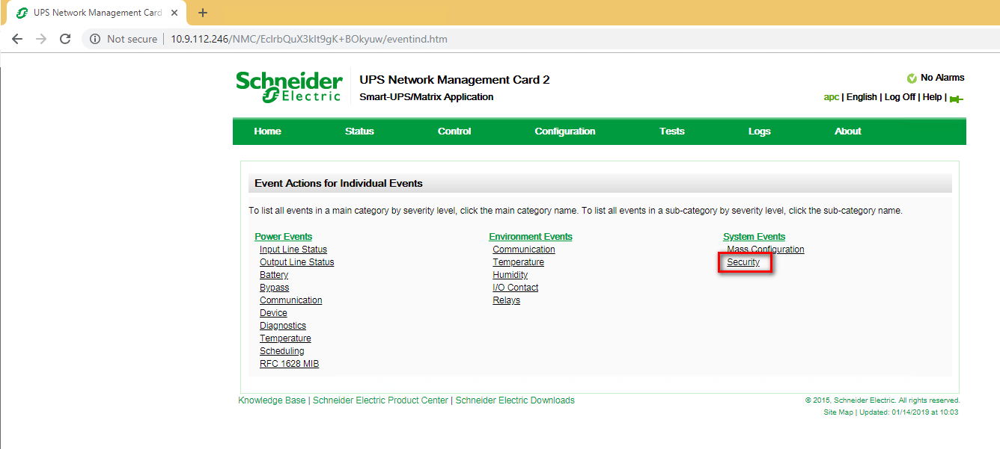 UPS Network Management Card
Not secure | 10.9.112.246/NMC/EclrbQuX3klt9gK+BOkyuw/eventind.htm
Schneider Electric
UPS Network Management Card 2
Smart-UPS/Matrix Application
No Alarms
apc | English | Log Off | Help |
Home Status Control Configuration Tests Logs About
Event Actions for Individual Events
To list all events in a main category by severity level, click the main category name. To list all events in a sub-category by severity level, click the sub-category name.
Power Events
Input Line Status
Output Line Status
Battery
Bypass
Communication
Device
Diagnostics
Temperature
Scheduling
RFC 1628 MIB
Environment Events
Communication
Temperature
Humidity
I/O Contact
Relays
System Events
Mass Configuration
Security
Knowledge Base | Schneider Electric Product Center | Schneider Electric Downloads
© 2015, Schneider Electric. All rights reserved.
Site Map | Updated: 01/14/2019 at 10:03